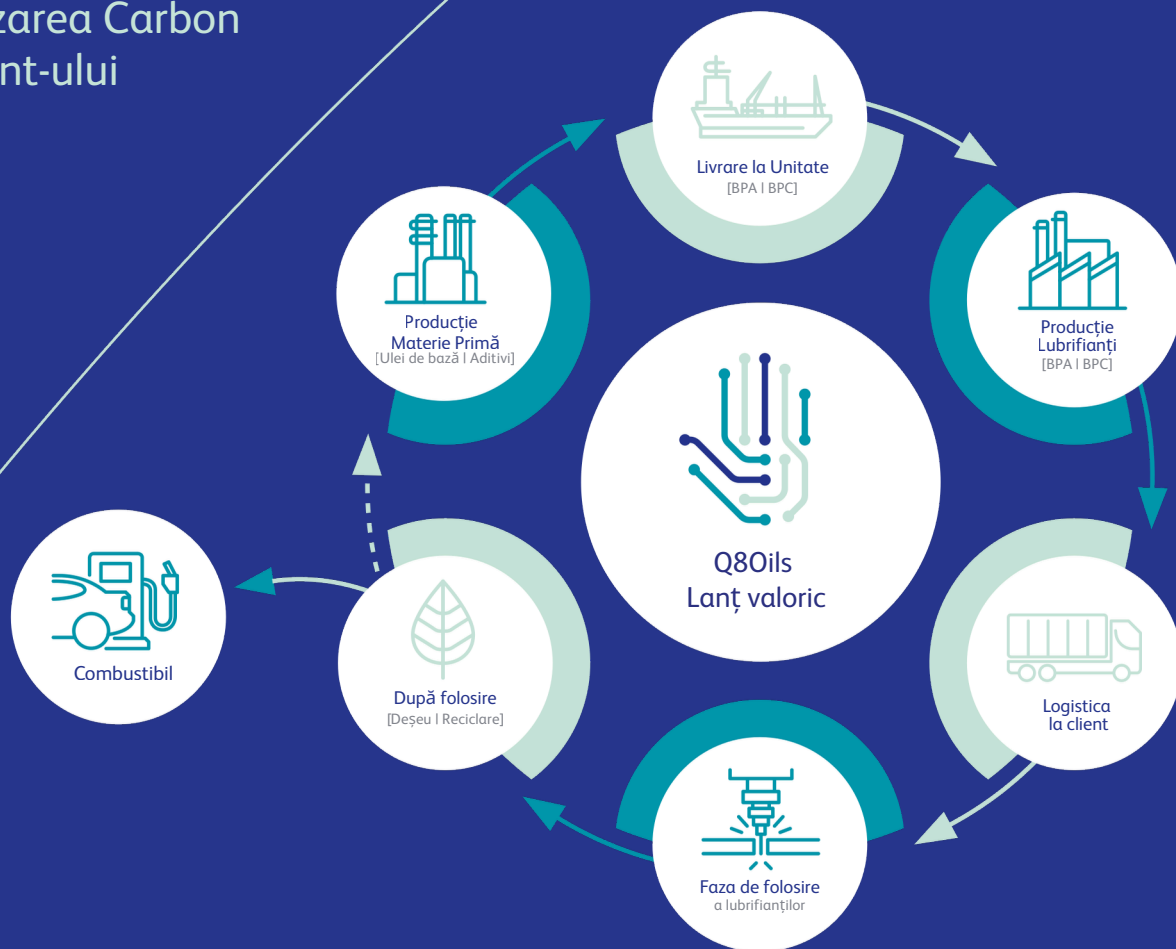 zarea Carbon
nt-ului
Livrare la Unitate
[BPA I BPC]
Producție
Materie Primă
[Ulei de bază I Aditivi]
Producție
Lubrifianți
[BPA I BPC]
Q8Oils
Lanț valoric
Combustibil
După folosire
[Deșeu I Reciclare]
Logistica
la client
Faza de folosire
a lubrifianților